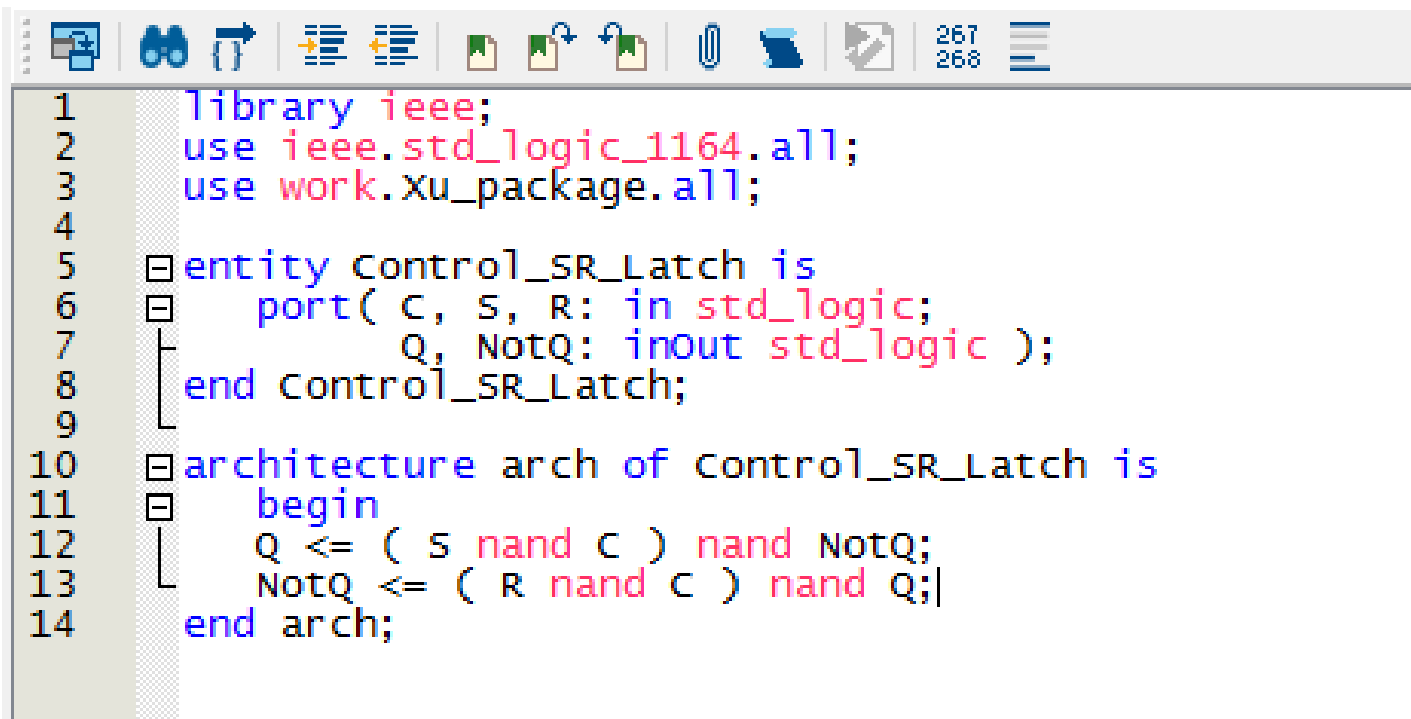 267
268
1 library ieee;
2 use ieee.std_logic_1164.all;
3 use work.Xu_package.all;
4
5 entity Control_SR_Latch is
6 port( C, S, R: in std_logic;
7 Q, NotQ: inOut std_logic );
8 end Control_SR_Latch;
9
10 architecture arch of Control_SR_Latch is
11 begin
12 Q <= ( S nand C ) nand NotQ;
13 NotQ <= ( R nand C ) nand Q;
14 end arch;